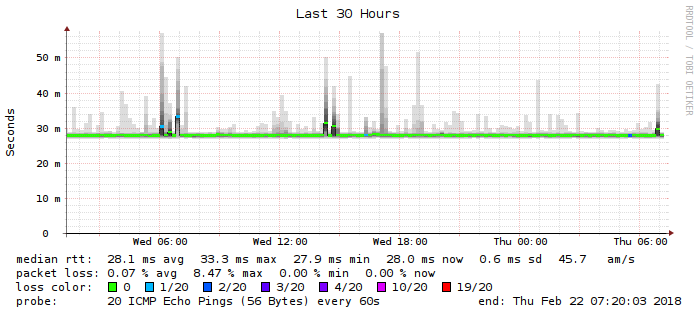 Last 30 Hours
RRDTOOL / TOBI OETIKER
Seconds
50 m
40 m
30 m
20 m
10 m
0
Wed 06:00 Wed 12:00 Wed 18:00 Thu 00:00 Thu 06:00
median rtt: 28.1 ms avg 33.3 ms max 27.9 ms min 28.0 ms now 0.6 ms sd 45.7 am/s
packet loss: 0.07 % avg 8.47 % max 0.00 % min 0.00 % now
loss color: 0 1/20 2/20 3/20 4/20 10/20 19/20
probe: 20 ICMP Echo Pings (56 Bytes) every 60s end: Thu Feb 22 07:20:03 2018